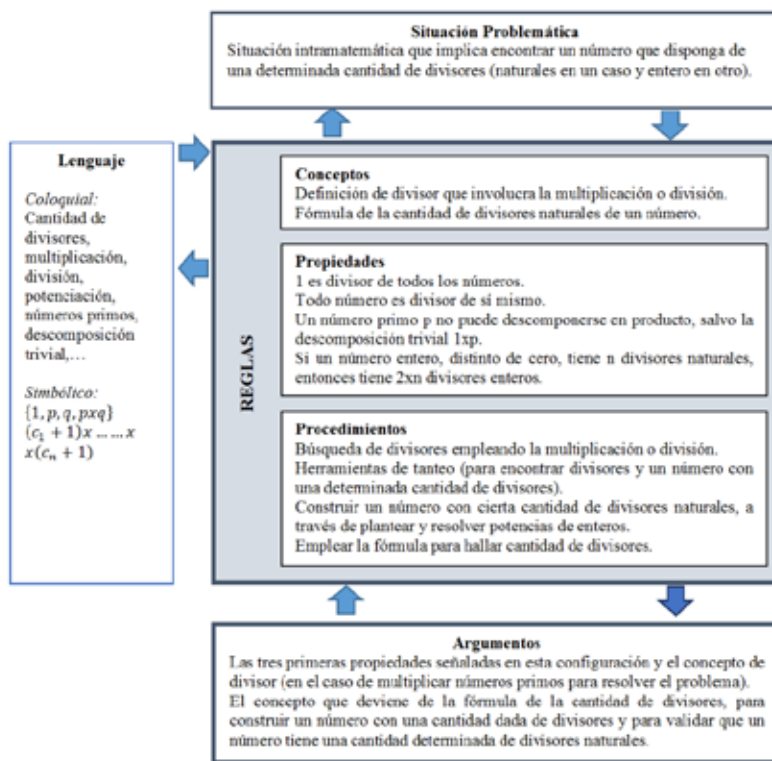 Situación Problemática
Situación intramatemática que implica encontrar un número que disponga de
una determinada cantidad de divisores (naturales en un caso y entero en otro).
Lenguaje
Coloquial:
Cantidad de
divisores,
multiplicación,
división,
potenciación,
números primos,
descomposición
trivial,...
Simbólico:
{1, p, q, pxq}
(c₁ + 1)x ... ... x
x(cₙ + 1)
REGLAS
Conceptos
Definición de divisor que involucra la multiplicación o división.
Fórmula de la cantidad de divisores naturales de un número.
Propiedades
1 es divisor de todos los números.
Todo número es divisor de sí mismo.
Un número primo p no puede descomponerse en producto, salvo la
descomposición trivial 1xp.
Si un número entero, distinto de cero, tiene n divisores naturales,
entonces tiene 2xn divisores enteros.
Procedimientos
Búsqueda de divisores empleando la multiplicación o división.
Herramientas de tanteo (para encontrar divisores y un número con
una determinada cantidad de divisores).
Construir un número con cierta cantidad de divisores naturales, a
través de plantear y resolver potencias de enteros.
Emplear la fórmula para hallar cantidad de divisores.
Argumentos
Las tres primeras propiedades señaladas en esta configuración y el concepto de
divisor (en el caso de multiplicar números primos para resolver el problema).
El concepto que deviene de la fórmula de la cantidad de divisores, para
construir un número con una cantidad dada de divisores y para validar que un
número tiene una cantidad determinada de divisores naturales.